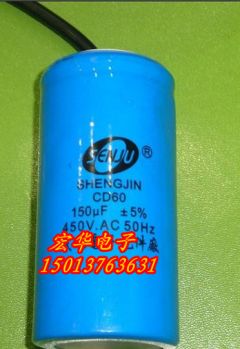 SENJU ®
SHENGJIN
CD60
150μF ±5%
450V.AC 50Hz
宏华电子
15013763631